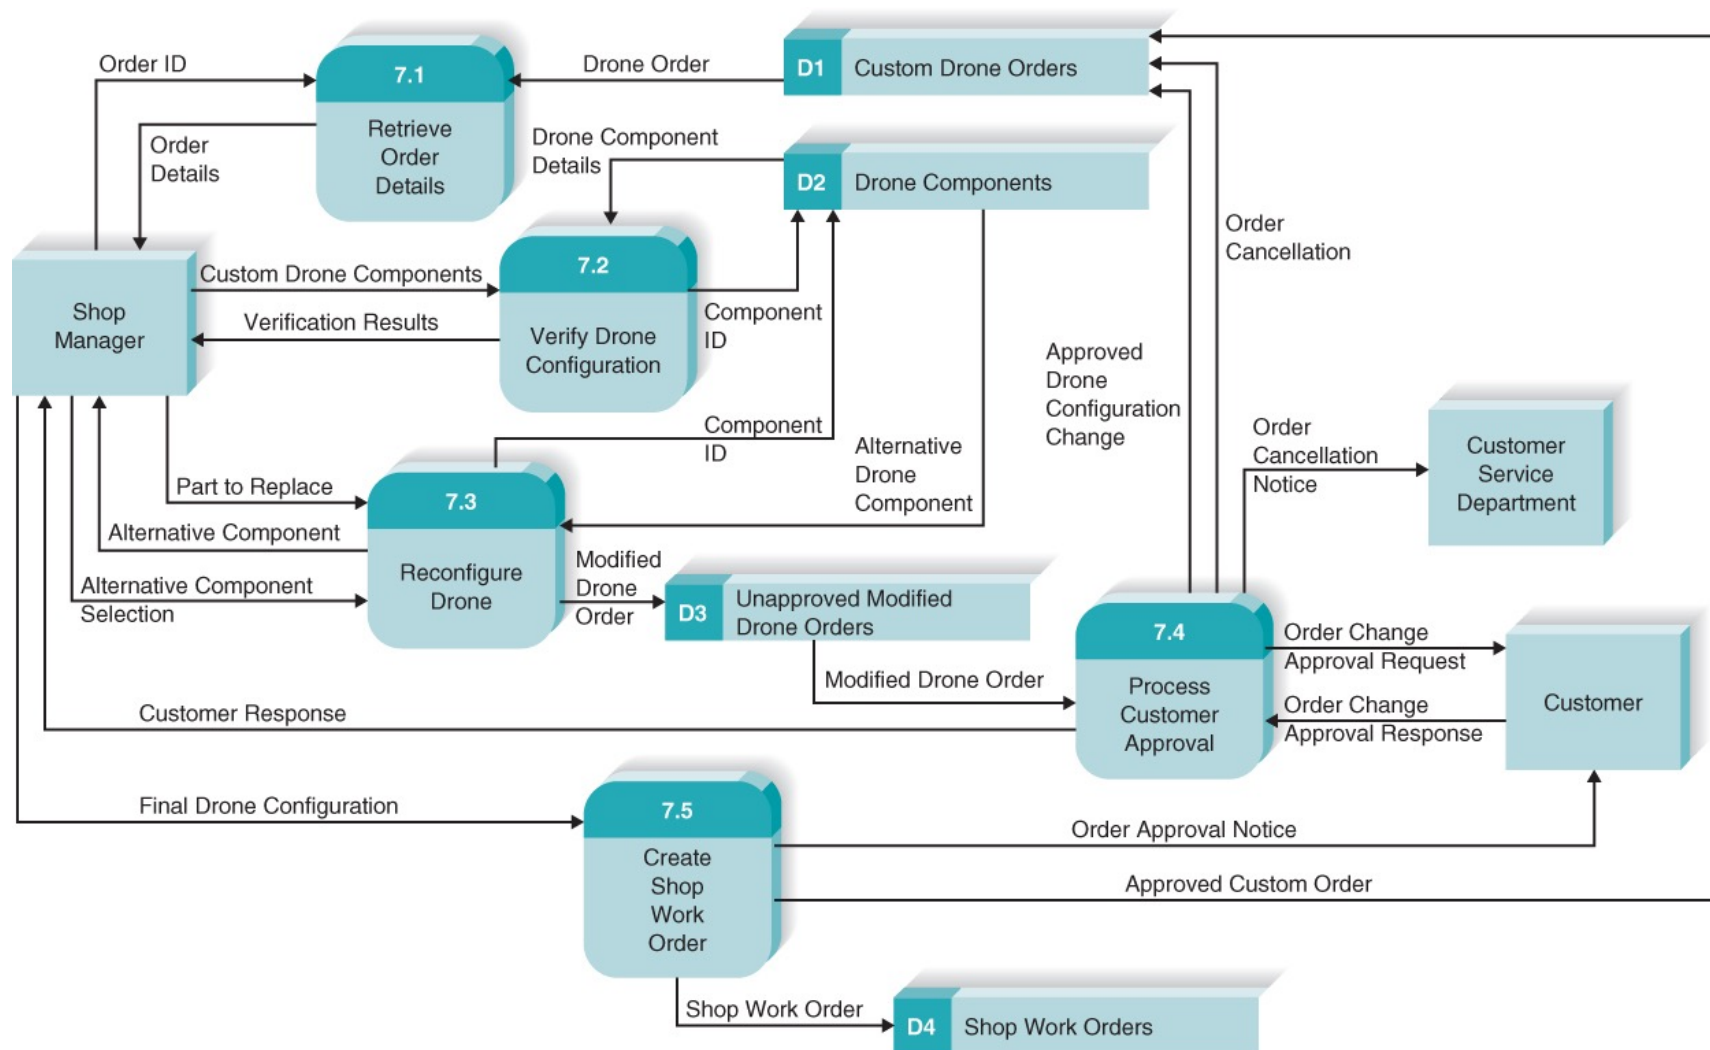 Order ID
7.1
Retrieve
Order
Details
Drone Order
D1
Custom Drone Orders
Order
Details
Drone Component
Details
D2
Drone Components
Order
Cancellation
Shop
Manager
Custom Drone Components
Verification Results
7.2
Verify Drone
Configuration
Component
ID
Approved
Drone
Configuration
Change
Component
ID
Alternative
Drone
Component
Order
Cancellation
Notice
Customer
Service
Department
Part to Replace
Alternative Component
Alternative Component
Selection
7.3
Reconfigure
Drone
Modified
Drone
Order
D3
Unapproved Modified
Drone Orders
Modified Drone Order
7.4
Process
Customer
Approval
Order Change
Approval Request
Order Change
Approval Response
Customer
Customer Response
Final Drone Configuration
7.5
Create
Shop
Work
Order
Order Approval Notice
Approved Custom Order
Shop Work Order
D4
Shop Work Orders